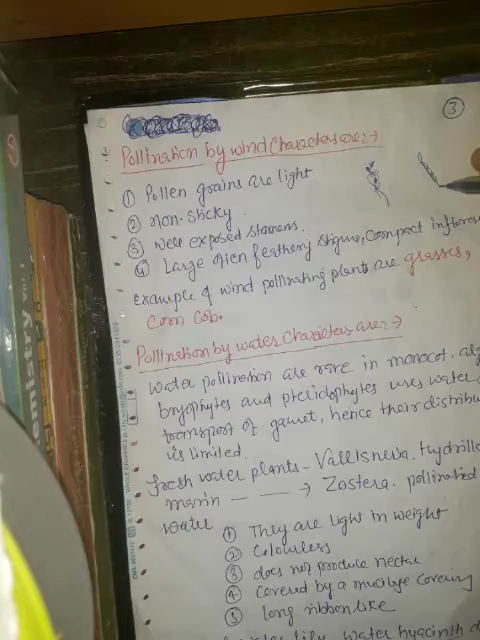 3
Pollination by wind Characters are:→
① Pollen grains are light
② non-sticky.
③ well exposed stamens.
④ Large often feathery stigma, Compact inflores
example of wind pollinating plants are grasses,
Corn cob.
Pollination by water characters are:→
water pollination are rare in monocot, alg
bryophytes and pteridophytes uses water
transport of gamet, hence their distribu
is limited.
fresh water plants - Vallisneria, Hydrilla
marin — → Zostera. pollinated
water
① They are light in weight
② Colourless
③ does not produce nectar
④ covered by a mucilge covering
⑤ long ribbon like
water lily, water hyacinth
emistry Vol. I